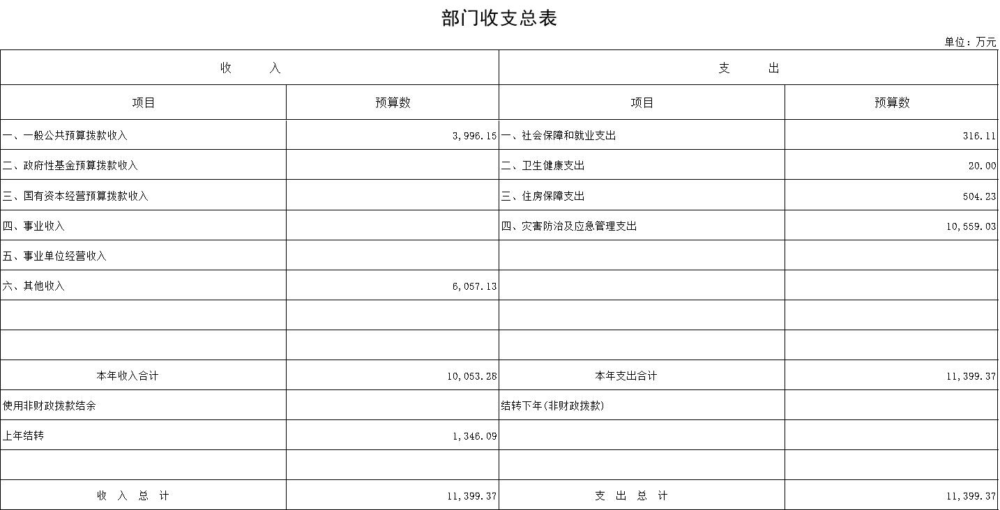 部门收支总表
单位：万元
收 入 支 出
项目 预算数 项目 预算数
一、一般公共预算拨款收入 3,996.15 一、社会保障和就业支出 316.11
二、政府性基金预算拨款收入 二、卫生健康支出 20.00
三、国有资本经营预算拨款收入 三、住房保障支出 504.23
四、事业收入 四、灾害防治及应急管理支出 10,559.03
五、事业单位经营收入
六、其他收入 6,057.13
本年收入合计 10,053.28 本年支出合计 11,399.37
使用非财政拨款结余 结转下年(非财政拨款)
上年结转 1,346.09
收 入 总 计 11,399.37 支 出 总 计 11,399.37